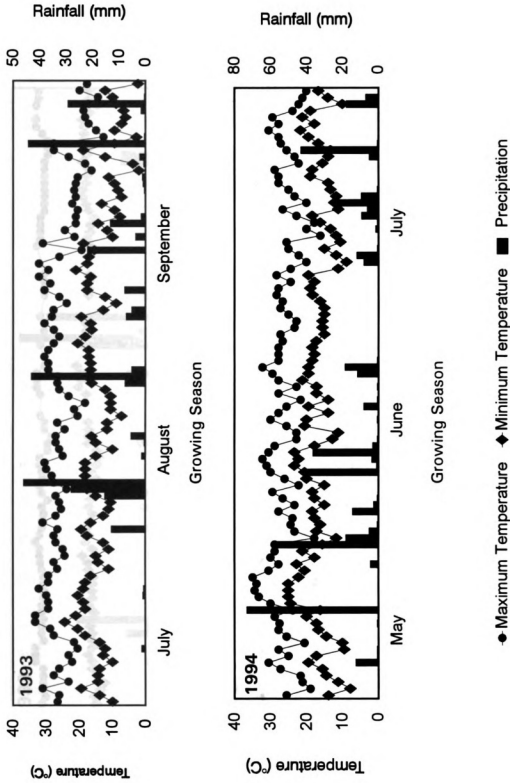 Temperature (°C)
40
30
20
10
0
1993
July
August
September
Growing Season
50
40
30
20
10
0
Rainfall (mm)
Temperature (°C)
40
30
20
10
0
1994
May
June
July
Growing Season
80
60
40
20
0
Rainfall (mm)
Maximum Temperature
Minimum Temperature
Precipitation